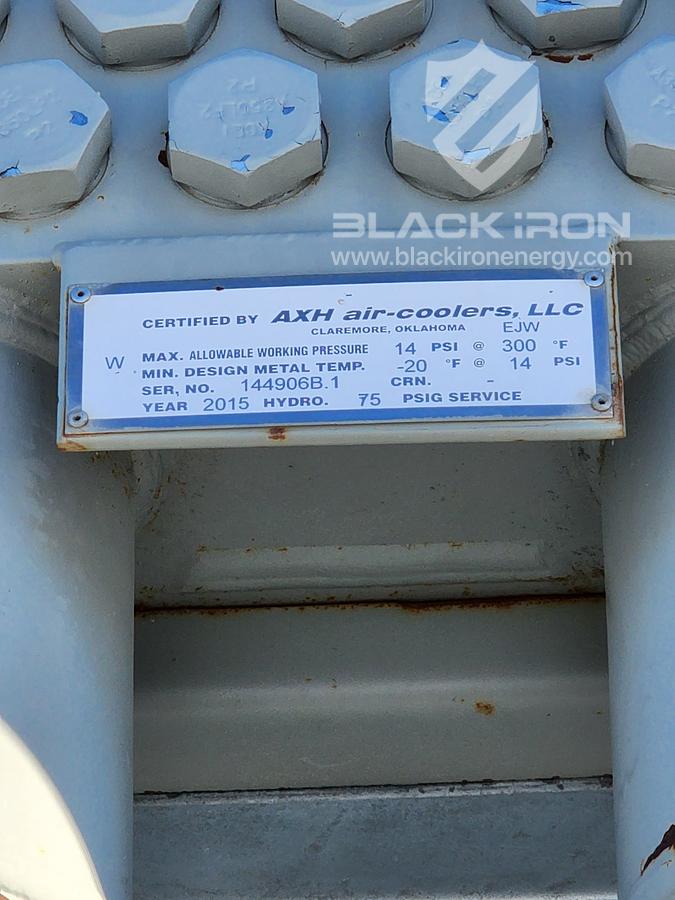 BLACK IRON
www.blackironenergy.com
CERTIFIED BY AXH air-coolers, LLC
CLAREMORE, OKLAHOMA EJW
W MAX. ALLOWABLE WORKING PRESSURE 14 PSI @ 300 °F
MIN. DESIGN METAL TEMP. -20 °F @ 14 PSI
SER, NO. 144906B.1 CRN. -
YEAR 2015 HYDRO. 75 PSIG SERVICE